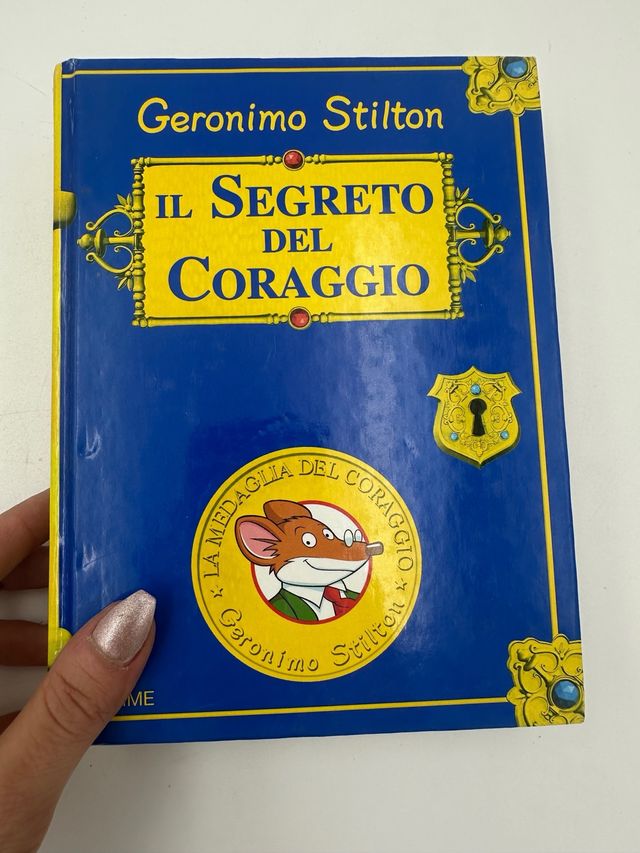 Geronimo Stilton
IL SEGRETO
DEL
CORAGGIO
★ LA MEDAGLIA DEL CORAGGIO ★
Geronimo Stilton